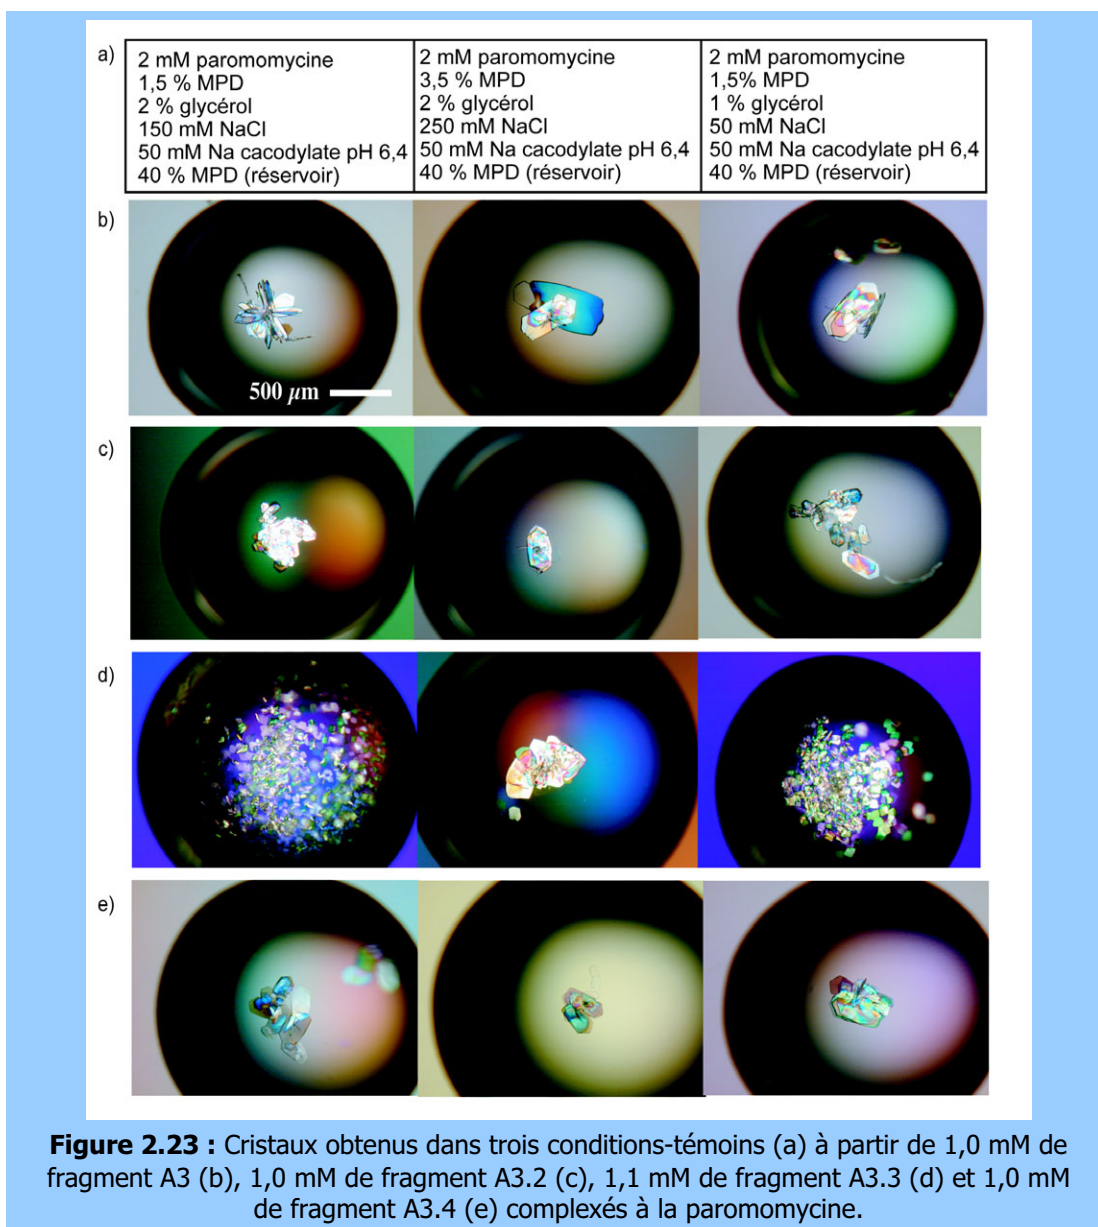 a)
2 mM paromomycine
1,5 % MPD
2 % glycérol
150 mM NaCl
50 mM Na cacodylate pH 6,4
40 % MPD (réservoir)
2 mM paromomycine
3,5 % MPD
2 % glycérol
250 mM NaCl
50 mM Na cacodylate pH 6,4
40 % MPD (réservoir)
2 mM paromomycine
1,5% MPD
1 % glycérol
50 mM NaCl
50 mM Na cacodylate pH 6,4
40 % MPD (réservoir)
b)
500 µm
c)
d)
e)
Figure 2.23 : Cristaux obtenus dans trois conditions-témoins (a) à partir de 1,0 mM de
fragment A3 (b), 1,0 mM de fragment A3.2 (c), 1,1 mM de fragment A3.3 (d) et 1,0 mM
de fragment A3.4 (e) complexés à la paromomycine.